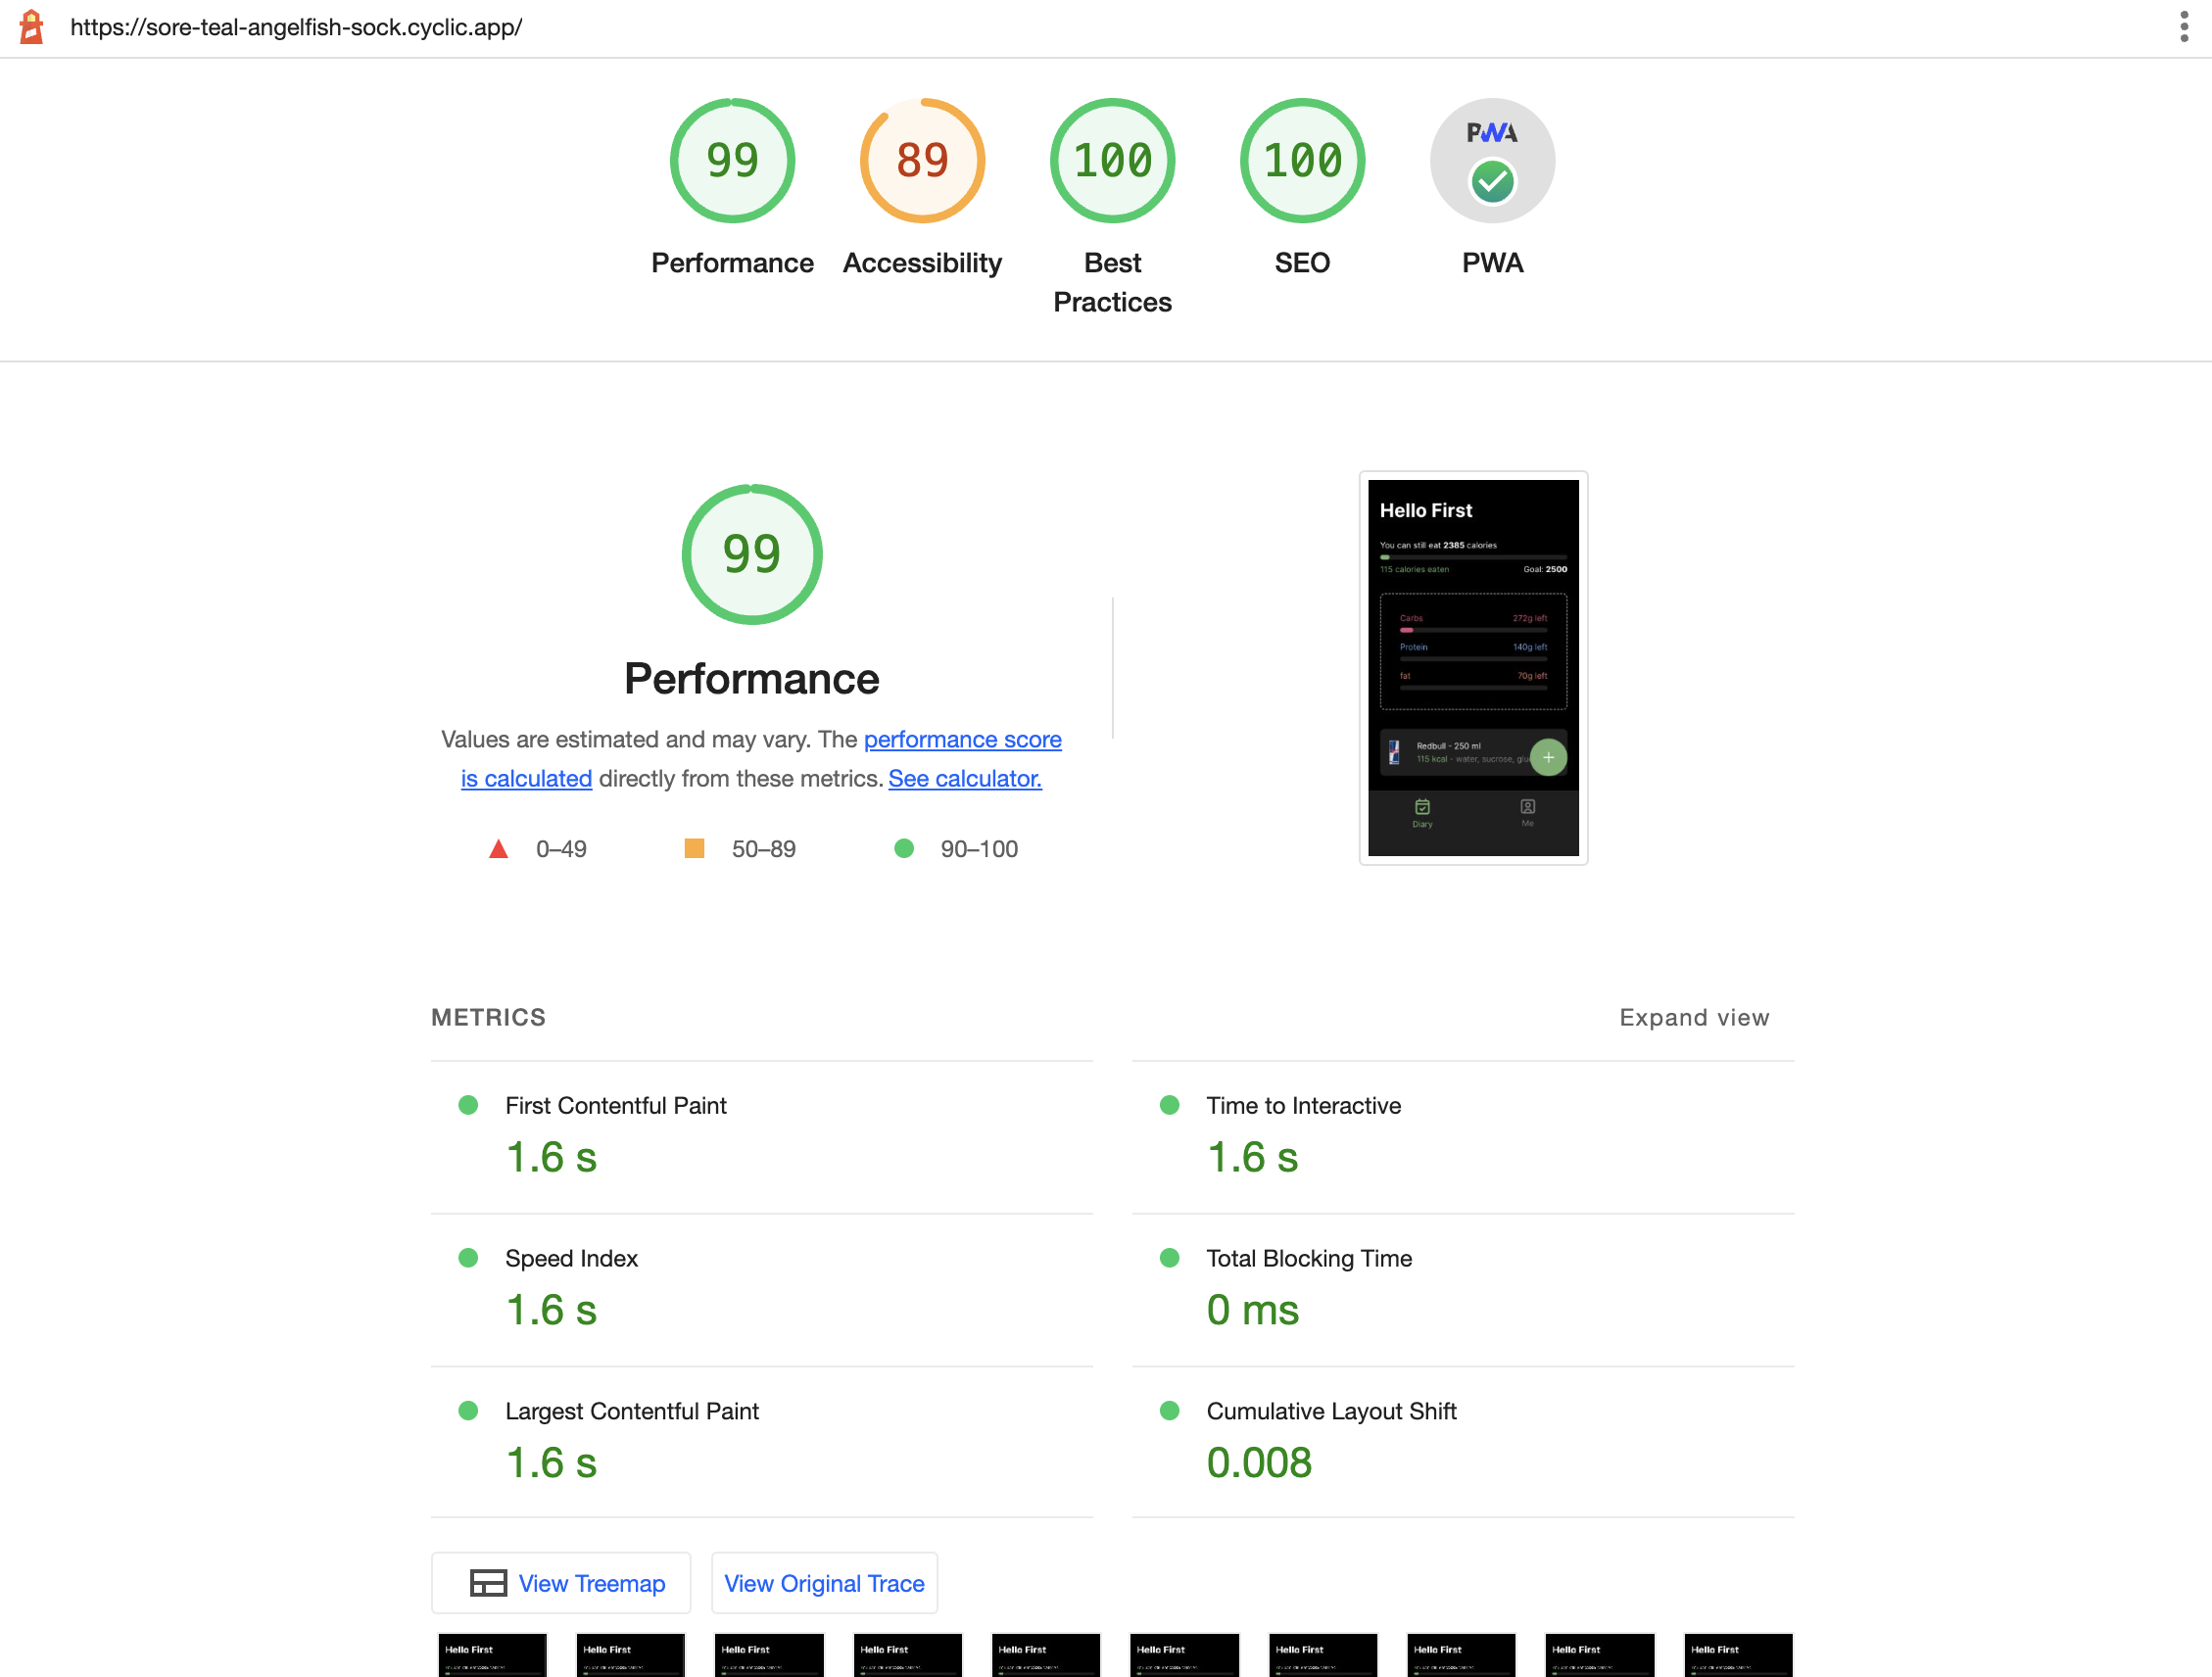 https://sore-teal-angelfish-sock.cyclic.app/
99
89
100
100
PWA
Performance
Accessibility
Best
Practices
SEO
PWA
99
Performance
Values are estimated and may vary. The performance score
is calculated directly from these metrics. See calculator.
0–49
50–89
90–100
Hello First
You can still eat 2385 calories
115 calories eaten
Goal: 2500
Carbs
272g left
Protein
140g left
fat
70g left
Redbull - 250 ml
115 kcal - water, sucrose, glu
+
Diary
Me
METRICS
Expand view
First Contentful Paint
1.6 s
Time to Interactive
1.6 s
Speed Index
1.6 s
Total Blocking Time
0 ms
Largest Contentful Paint
1.6 s
Cumulative Layout Shift
0.008
View Treemap
View Original Trace
Hello First
Hello First
Hello First
Hello First
Hello First
Hello First
Hello First
Hello First
Hello First
Hello First